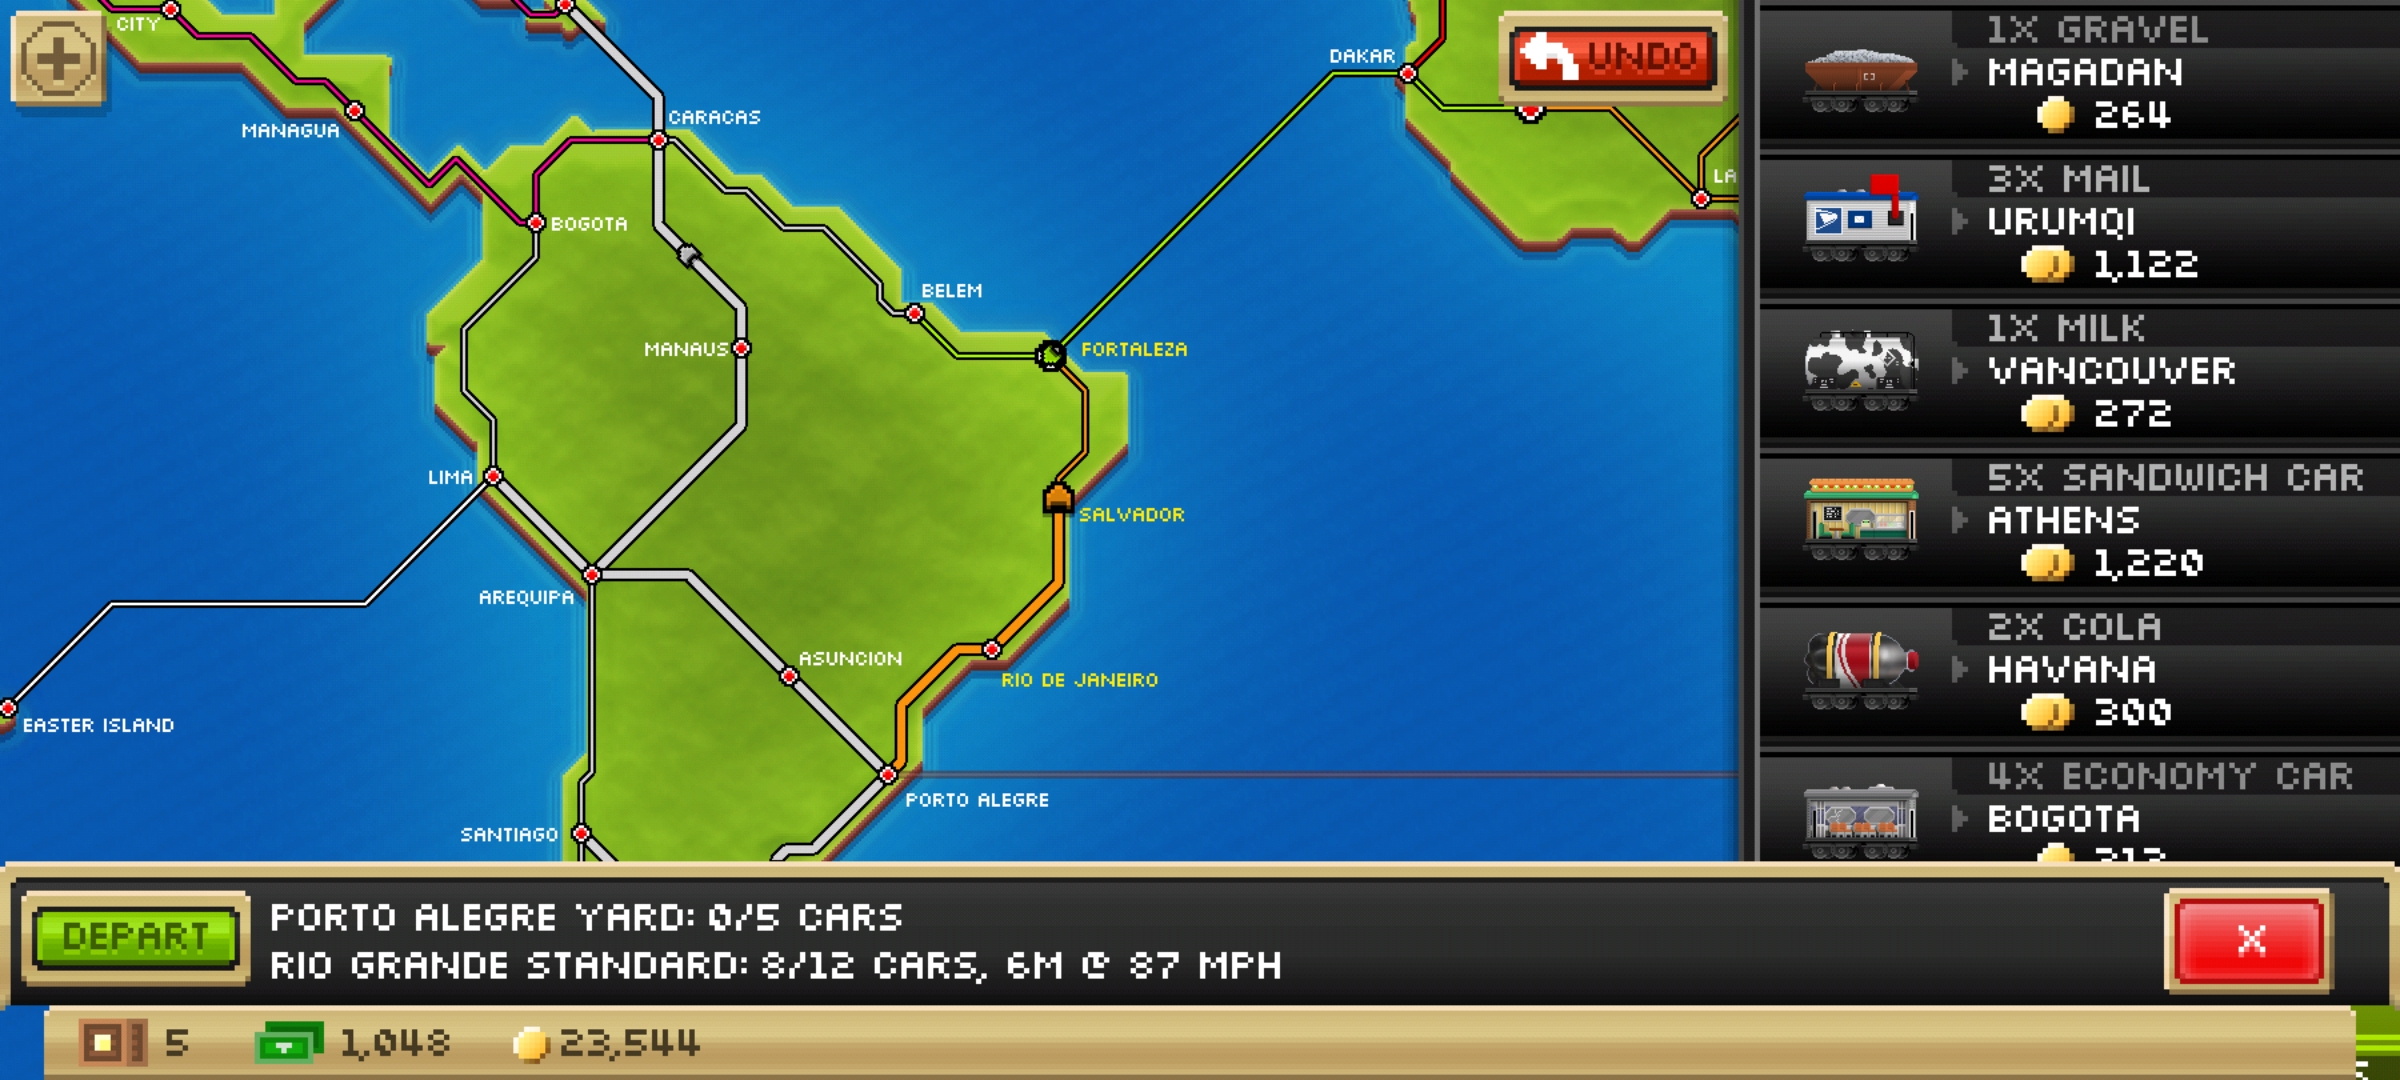 CITY
MANAGUA
CARACAS
BOGOTA
MANAUS
BELEM
FORTALEZA
DAKAR
LA
LIMA
SALVADOR
AREQUIPA
ASUNCION
RIO DE JANEIRO
EASTER ISLAND
SANTIAGO
PORTO ALEGRE
UNDO
1X GRAVEL
MAGADAN
264
3X MAIL
URUMQI
1,122
1X MILK
VANCOUVER
272
5X SANDWICH CAR
ATHENS
1,220
2X COLA
HAVANA
300
4X ECONOMY CAR
BOGOTA
DEPART
PORTO ALEGRE YARD: 0/5 CARS
RIO GRANDE STANDARD: 8/12 CARS, 6M @ 87 MPH
X
5
1,048
23,544